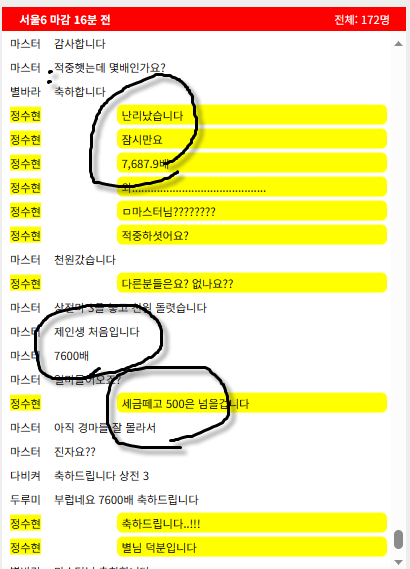 서울6 마감 16분 전 전체: 172명
마스터 감사합니다
마스터 적중했는데 몇배인가요?
별바라 축하합니다
정수현 난리났습니다
정수현 잠시만요
정수현 7,687.9배
정수현 와..........................................
정수현 ㅁ마스터님????????
정수현 적중하셧어요?
마스터 천원갔습니다
정수현 다른분들은요? 없나요??
마스터 상전마 3를 놓고 천원 돌렷습니다
마스터 제인생 처음입니다
마스터 7600배
마스터 얼마들어오죠?
정수현 세금떼고 500은 넘을겁니다
마스터 아직 경마를 잘 몰라서
마스터 진자요??
다비켜 축하드립니다 상전 3
두루미 부럽네요 7600배 축하드립니다
정수현 축하드립니다..!!!
정수현 별님 덕분입니다